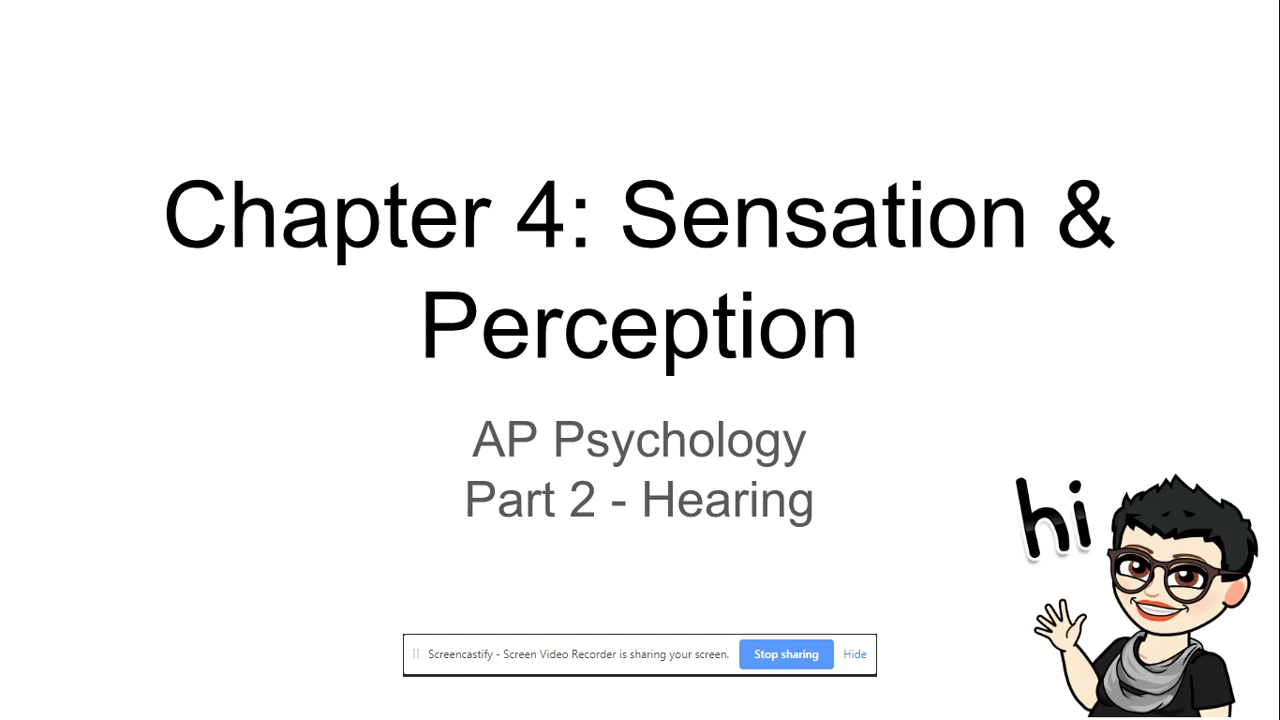 Chapter 4: Sensation &
Perception
AP Psychology
Part 2 - Hearing
hi
Screencastify - Screen Video Recorder is sharing your screen. Stop sharing Hide